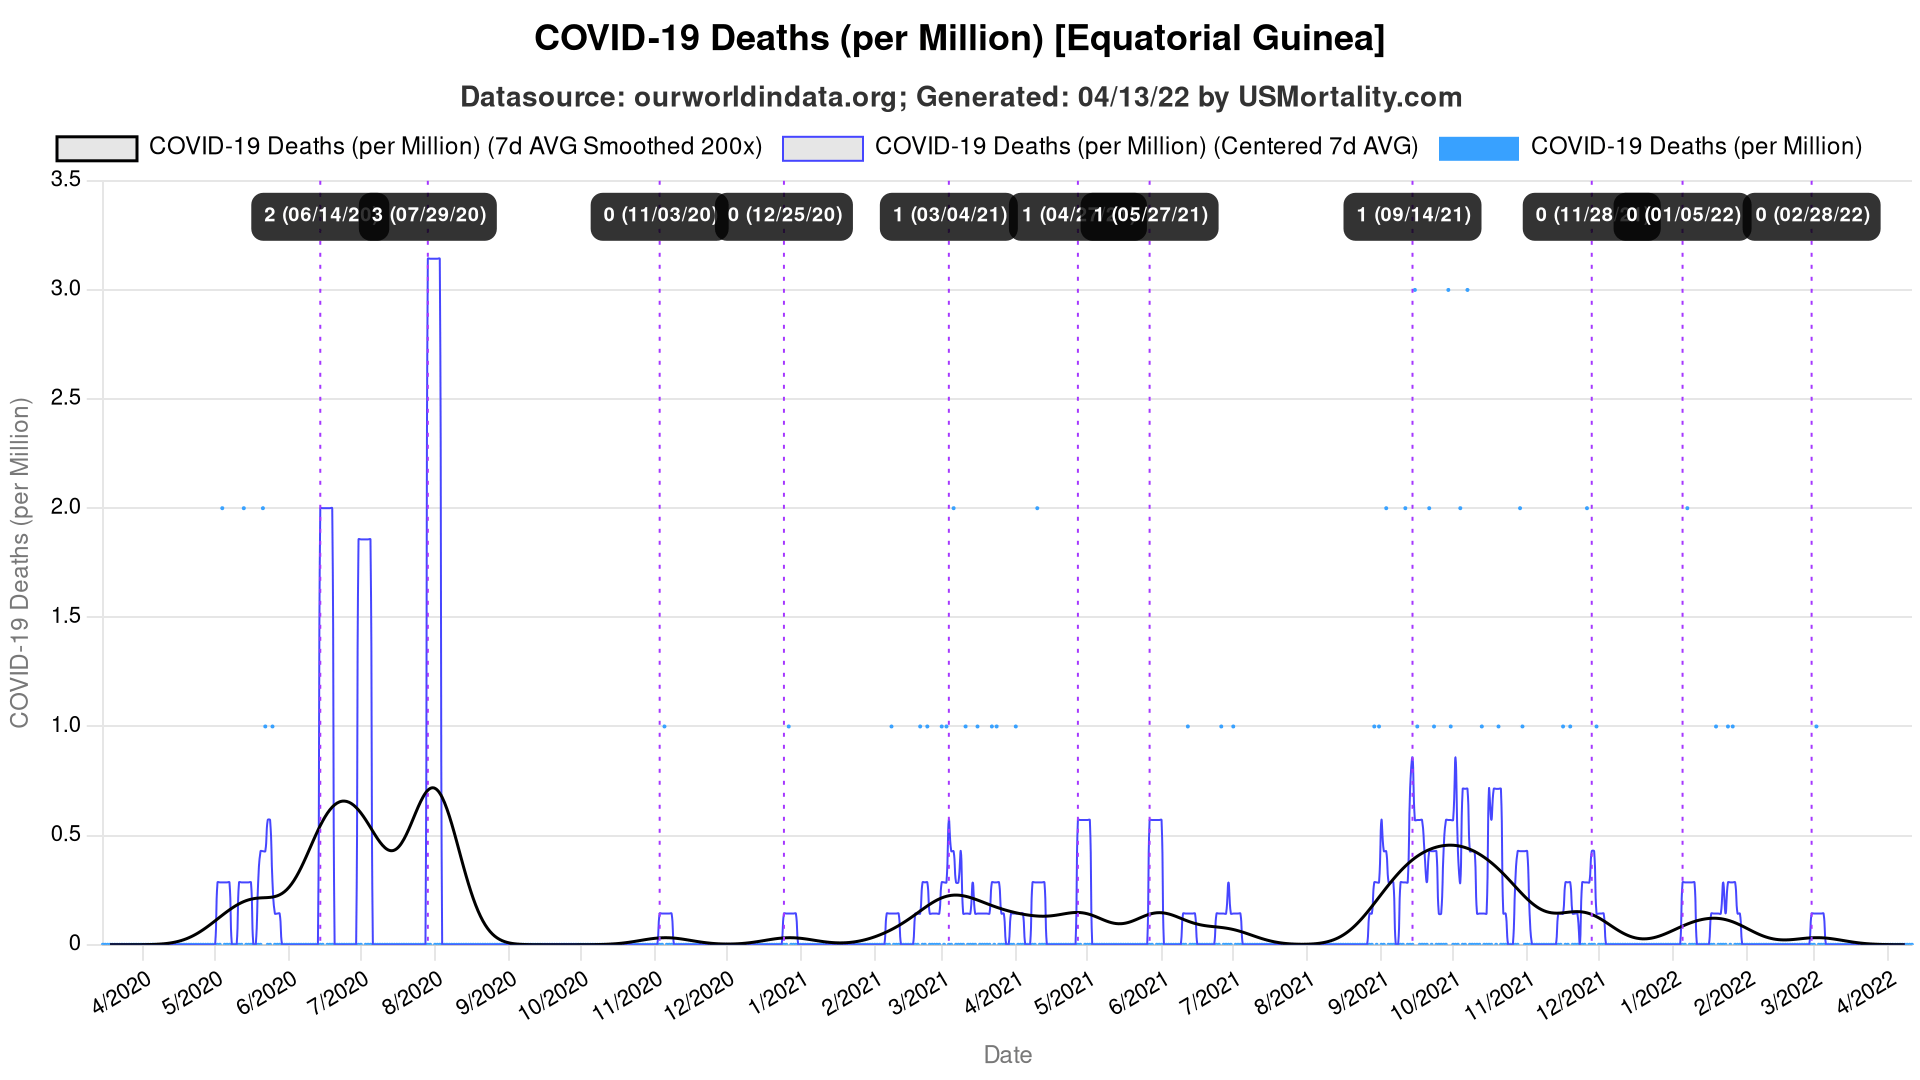 COVID-19 Deaths (per Million) [Equatorial Guinea]
Datasource: ourworldindata.org; Generated: 04/13/22 by USMortality.com
COVID-19 Deaths (per Million) (7d AVG Smoothed 200x) COVID-19 Deaths (per Million) (Centered 7d AVG) COVID-19 Deaths (per Million)
3.5
2 (06/14/20) 3 (07/29/20) 0 (11/03/20) 0 (12/25/20) 1 (03/04/21) 1 (04/27/21) 1 (05/27/21) 1 (09/14/21) 0 (11/28/21) 0 (01/05/22) 0 (02/28/22)
3.0
2.5
2.0
1.5
1.0
0.5
0
COVID-19 Deaths (per Million)
4/2020 5/2020 6/2020 7/2020 8/2020 9/2020 10/2020 11/2020 12/2020 1/2021 2/2021 3/2021 4/2021 5/2021 6/2021 7/2021 8/2021 9/2021 10/2021 11/2021 12/2021 1/2022 2/2022 3/2022 4/2022
Date